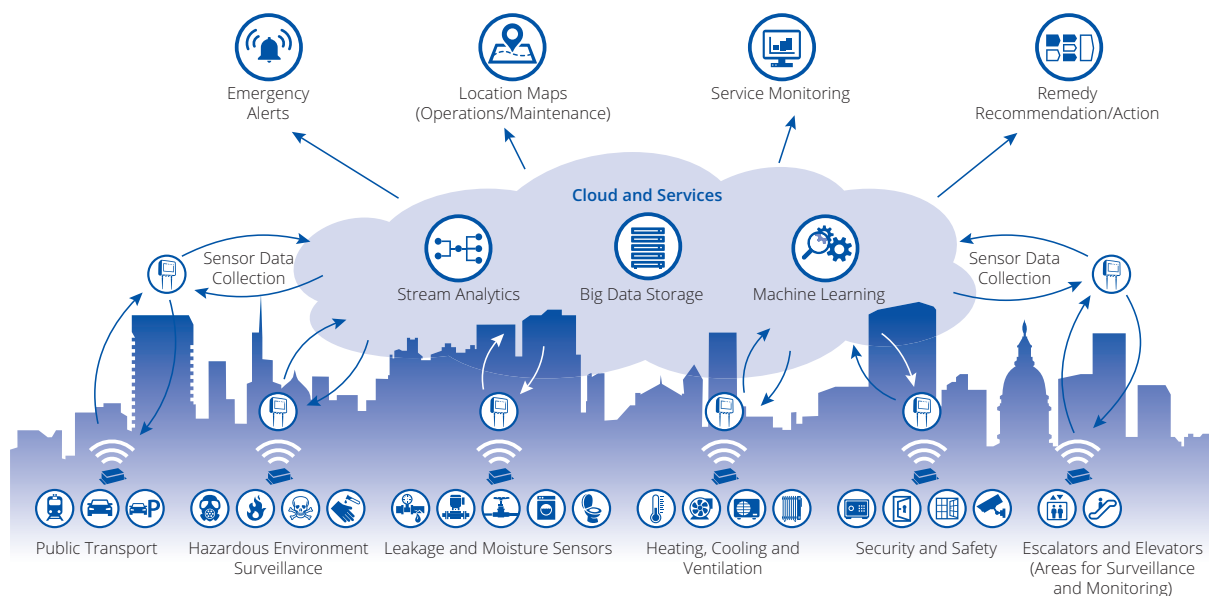 Emergency
Alerts
Location Maps
(Operations/Maintenance)
Service Monitoring
Remedy
Recommendation/Action
Cloud and Services
Sensor Data
Collection
Stream Analytics
Big Data Storage
Machine Learning
Sensor Data
Collection
P
Public Transport
Hazardous Environment
Surveillance
Leakage and Moisture Sensors
Heating, Cooling and
Ventilation
Security and Safety
Escalators and Elevators
(Areas for Surveillance
and Monitoring)